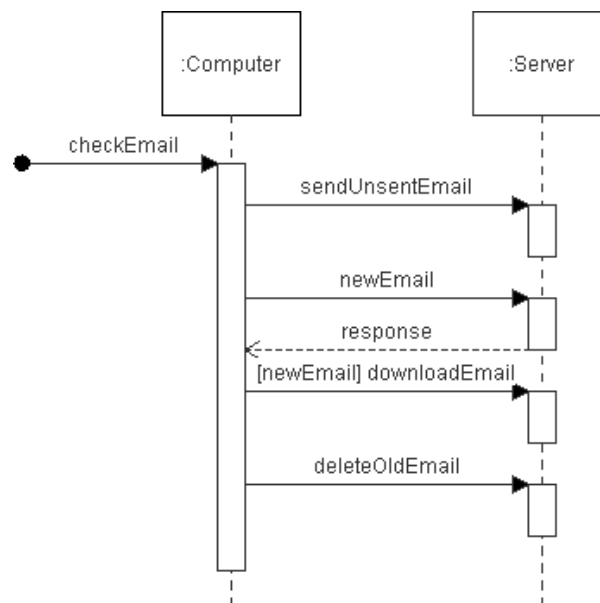 :Computer
:Server
checkEmail
sendUnsentEmail
newEmail
response
[newEmail] downloadEmail
deleteOldEmail